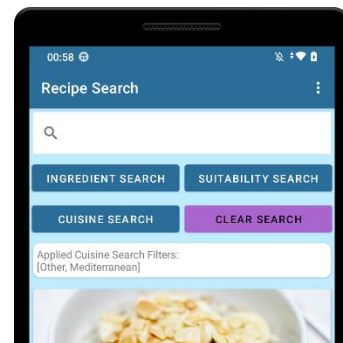 00:58
Recipe Search
INGREDIENT SEARCH
SUITABILITY SEARCH
CUISINE SEARCH
CLEAR SEARCH
Applied Cuisine Search Filters:
[Other, Mediterranean]